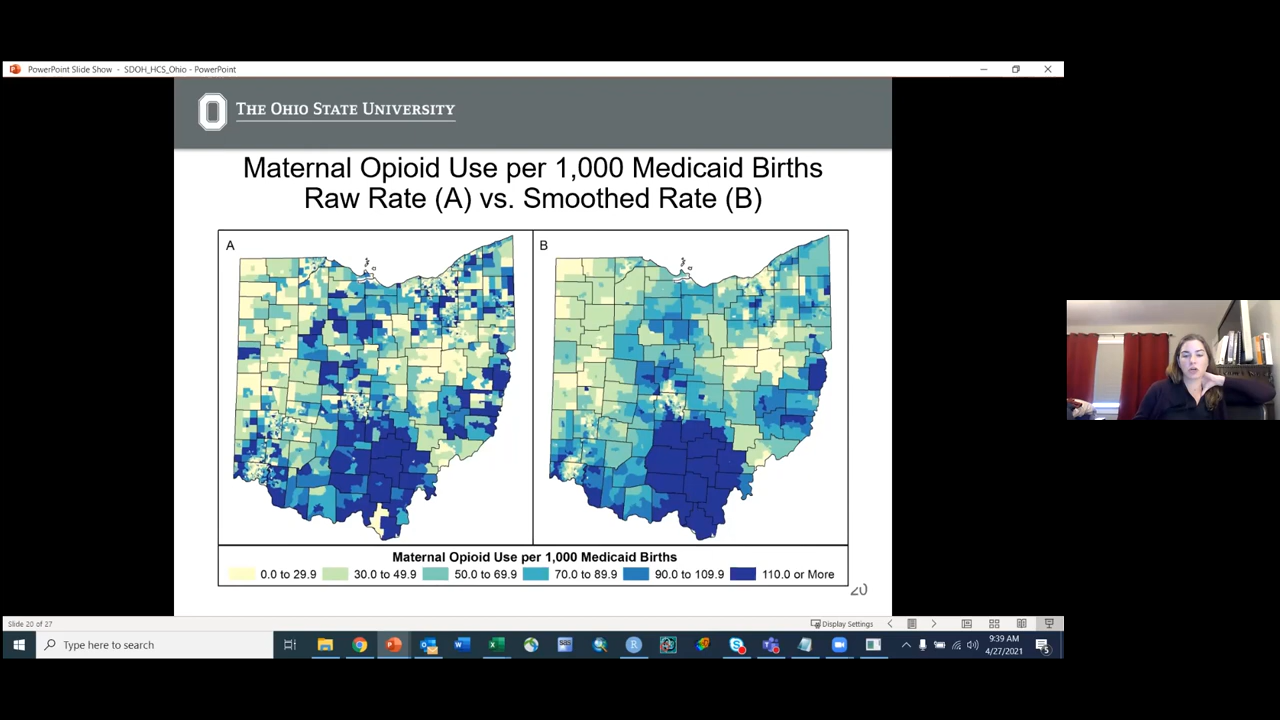 PowerPoint Slide Show - SDOH_HCS_Ohio - PowerPoint
THE OHIO STATE UNIVERSITY
Maternal Opioid Use per 1,000 Medicaid Births
Raw Rate (A) vs. Smoothed Rate (B)
A
B
Maternal Opioid Use per 1,000 Medicaid Births
0.0 to 29.9 30.0 to 49.9 50.0 to 69.9 70.0 to 89.9 90.0 to 109.9 110.0 or More
20
Slide 20 of 27
Display Settings
Type here to search
9:39 AM
4/27/2021
5